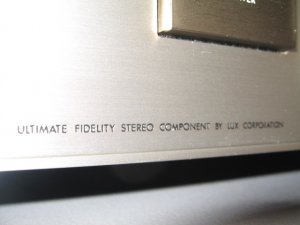 ULTIMATE FIDELITY STEREO COMPONENT BY LUX CORPORATION